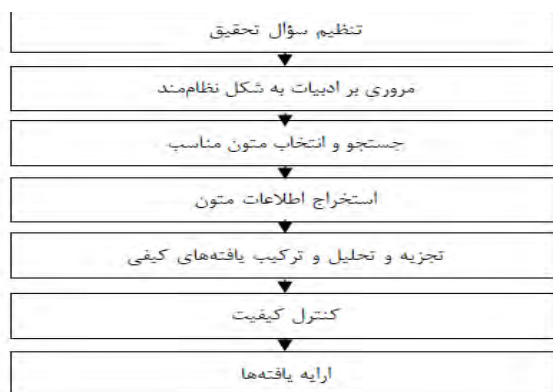 تنظیم سؤال تحقیق
مروری بر ادبیات به شکل نظام‌مند
جستجو و انتخاب متون مناسب
استخراج اطلاعات متون
تجزیه و تحلیل و ترکیب یافته‌های کیفی
کنترل کیفیت
ارایه یافته‌ها